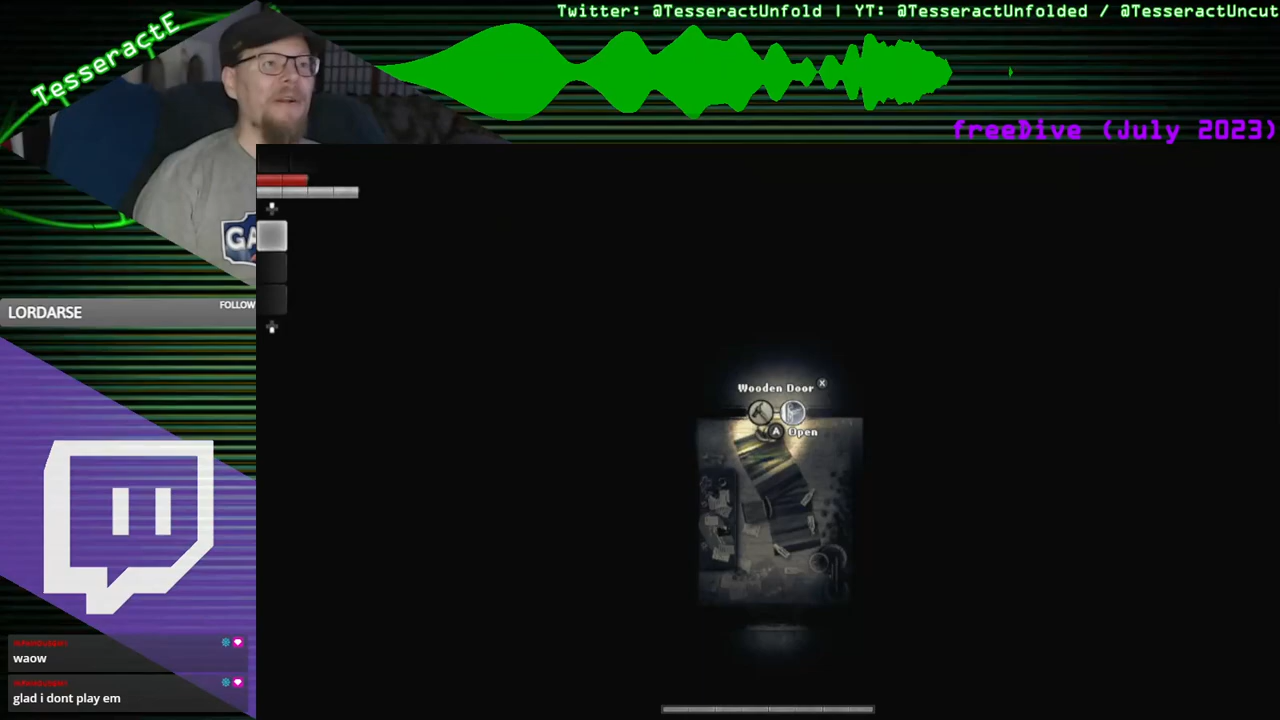 Twitter: @TesseractUnfold | YT: @TesseractUnfolded / @TesseractUncut
TesseractE
freeDive (July 2023)
GA
LORDARSE
FOLLOW
Wooden Door
X
A Open
waow
glad i dont play em